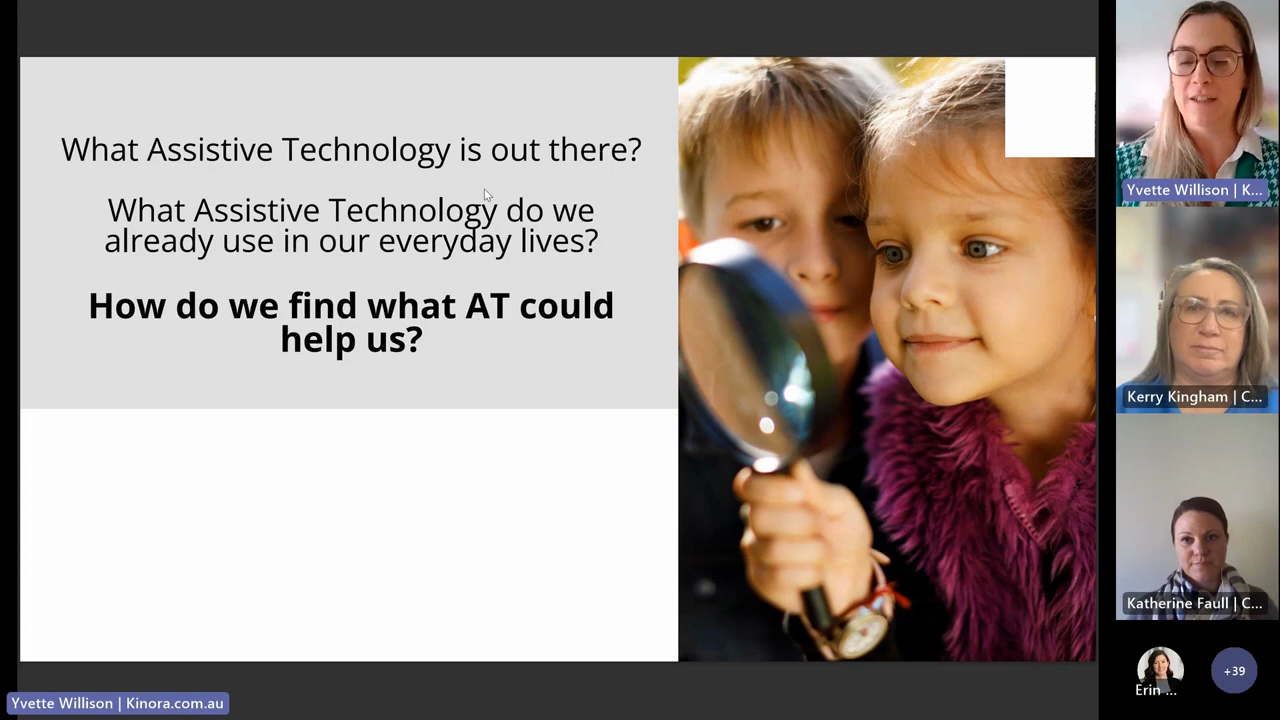 What Assistive Technology is out there?
What Assistive Technology do we
already use in our everyday lives?
How do we find what AT could
help us?
Yvette Willison | K...
Kerry Kingham | C...
Katherine Faull | C...
Erin ...
+39
Yvette Willison | Kinora.com.au